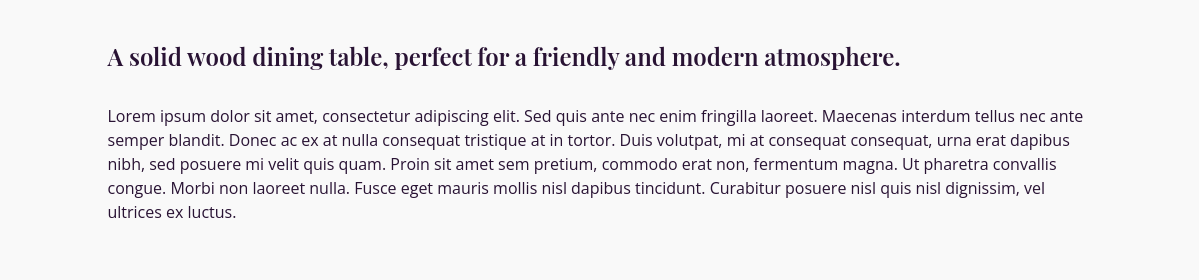 A solid wood dining table, perfect for a friendly and modern atmosphere.
Lorem ipsum dolor sit amet, consectetur adipiscing elit. Sed quis ante nec enim fringilla laoreet. Maecenas interdum tellus nec ante
semper blandit. Donec ac ex at nulla consequat tristique at in tortor. Duis volutpat, mi at consequat consequat, urna erat dapibus
nibh, sed posuere mi velit quis quam. Proin sit amet sem pretium, commodo erat non, fermentum magna. Ut pharetra convallis
congue. Morbi non laoreet nulla. Fusce eget mauris mollis nisl dapibus tincidunt. Curabitur posuere nisl quis nisl dignissim, vel
ultrices ex luctus.